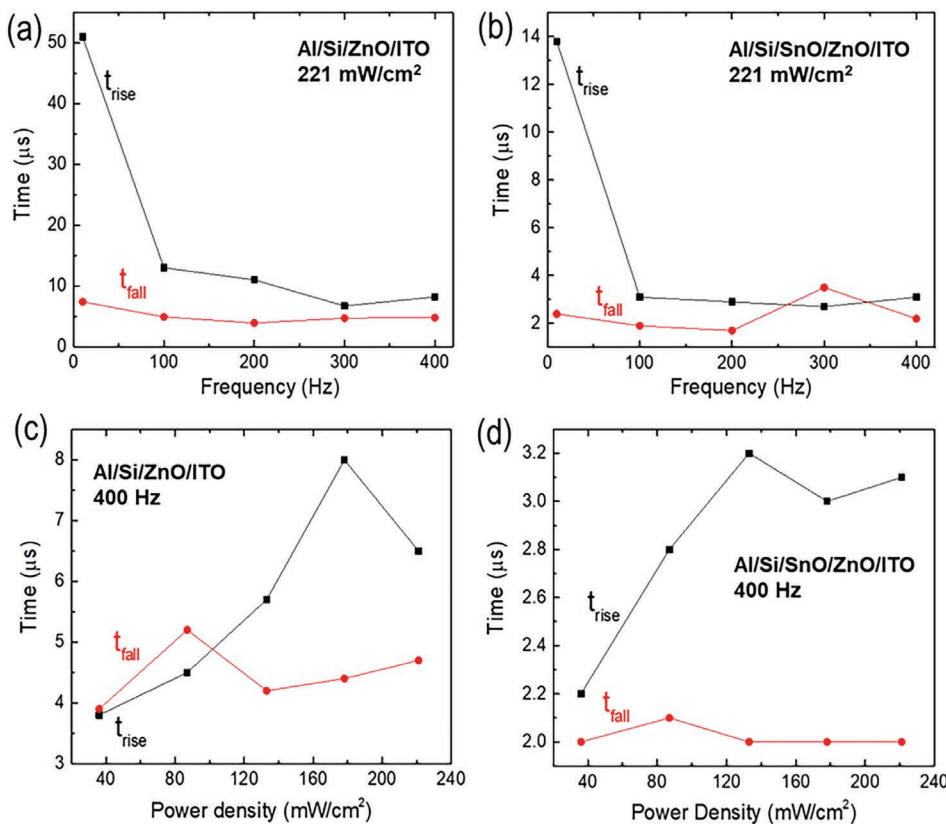 (a)
Al/Si/ZnO/ITO
221 mW/cm²
t_rise
t_fall
Time (μs)
50
40
30
20
10
0
0 100 200 300 400
Frequency (Hz)
(b)
Al/Si/SnO/ZnO/ITO
221 mW/cm²
t_rise
t_fall
Time (μs)
14
12
10
8
6
4
2
0 100 200 300 400
Frequency (Hz)
(c)
Al/Si/ZnO/ITO
400 Hz
t_fall
t_rise
Time (μs)
8
7
6
5
4
3
40 80 120 160 200 240
Power density (mW/cm²)
(d)
Al/Si/SnO/ZnO/ITO
400 Hz
t_rise
t_fall
Time (μs)
3.2
3.0
2.8
2.6
2.4
2.2
2.0
40 80 120 160 200 240
Power Density (mW/cm²)